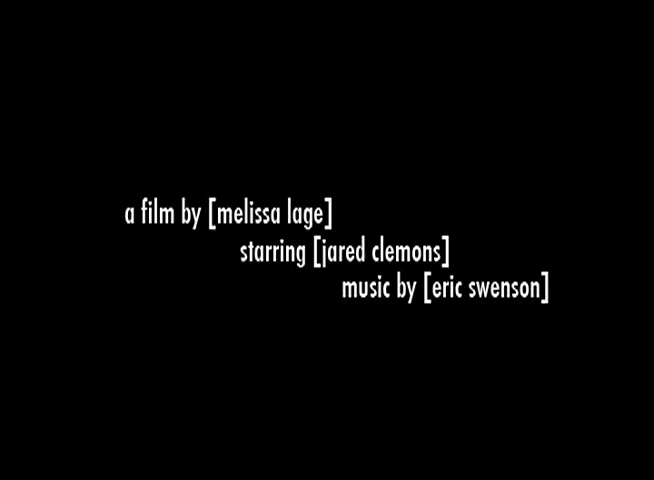 a film by [melissa lage]
starring [jared clemons]
music by [eric swenson]